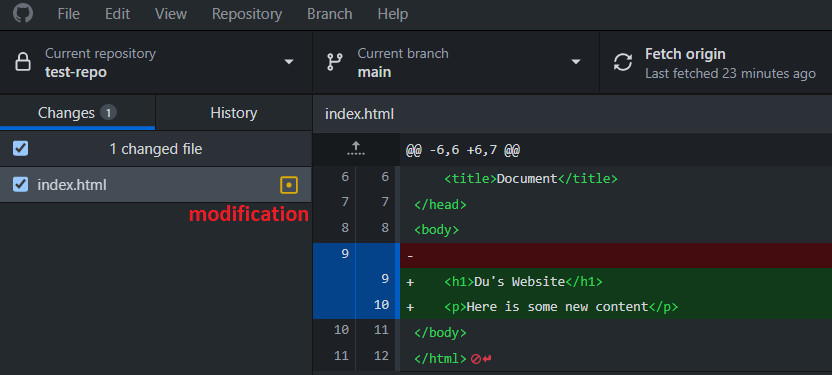 File Edit View Repository Branch Help
Current repository
test-repo
Current branch
main
Fetch origin
Last fetched 23 minutes ago
Changes 1 History
1 changed file
index.html
modification
index.html
@@ -6,6 +6,7 @@
6 6 <title>Document</title>
7 7 </head>
8 8 <body>
9 -
9 + <h1>Du's Website</h1>
10 + <p>Here is some new content</p>
10 11 </body>
11 12 </html>